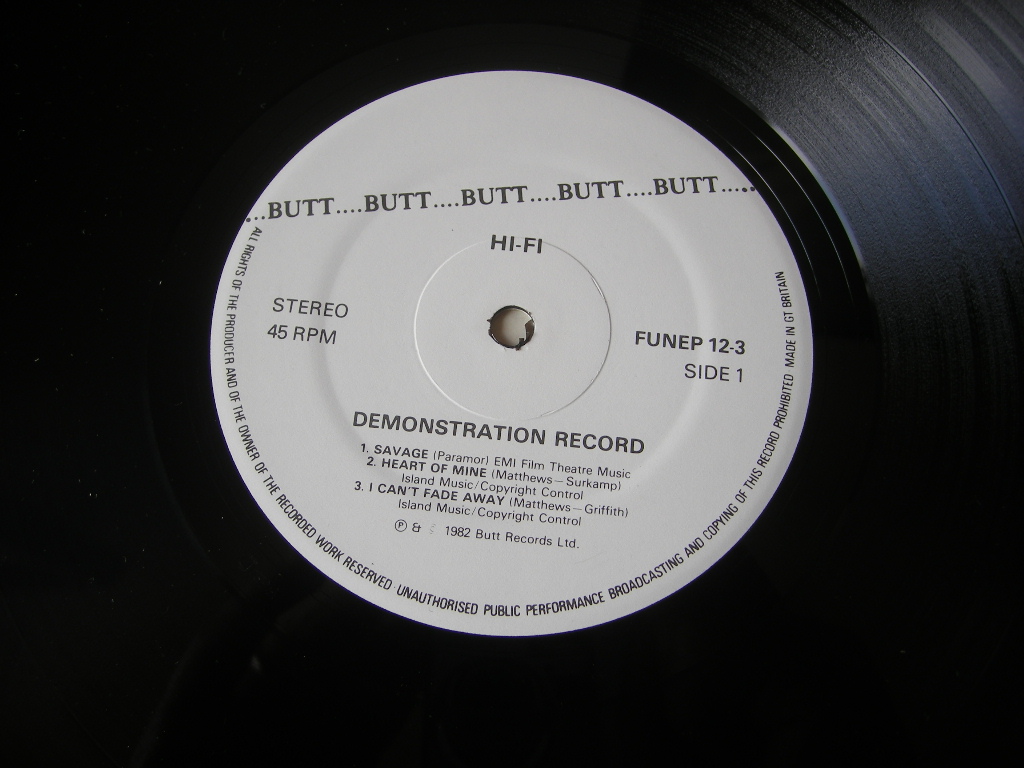 ...BUTT....BUTT....BUTT....BUTT....BUTT.....
HI-FI
STEREO
45 RPM
FUNEP 12-3
SIDE 1
DEMONSTRATION RECORD
1. SAVAGE (Paramor) EMI Film Theatre Music
2. HEART OF MINE (Matthews—Surkamp)
Island Music/Copyright Control
3. I CAN'T FADE AWAY (Matthews—Griffith)
Island Music/Copyright Control
℗ & 1982 Butt Records Ltd.
ALL RIGHTS OF THE PRODUCER AND OF THE OWNER OF THE RECORDED WORK RESERVED · UNAUTHORISED PUBLIC PERFORMANCE BROADCASTING AND COPYING OF THIS RECORD PROHIBITED MADE IN GT BRITAIN